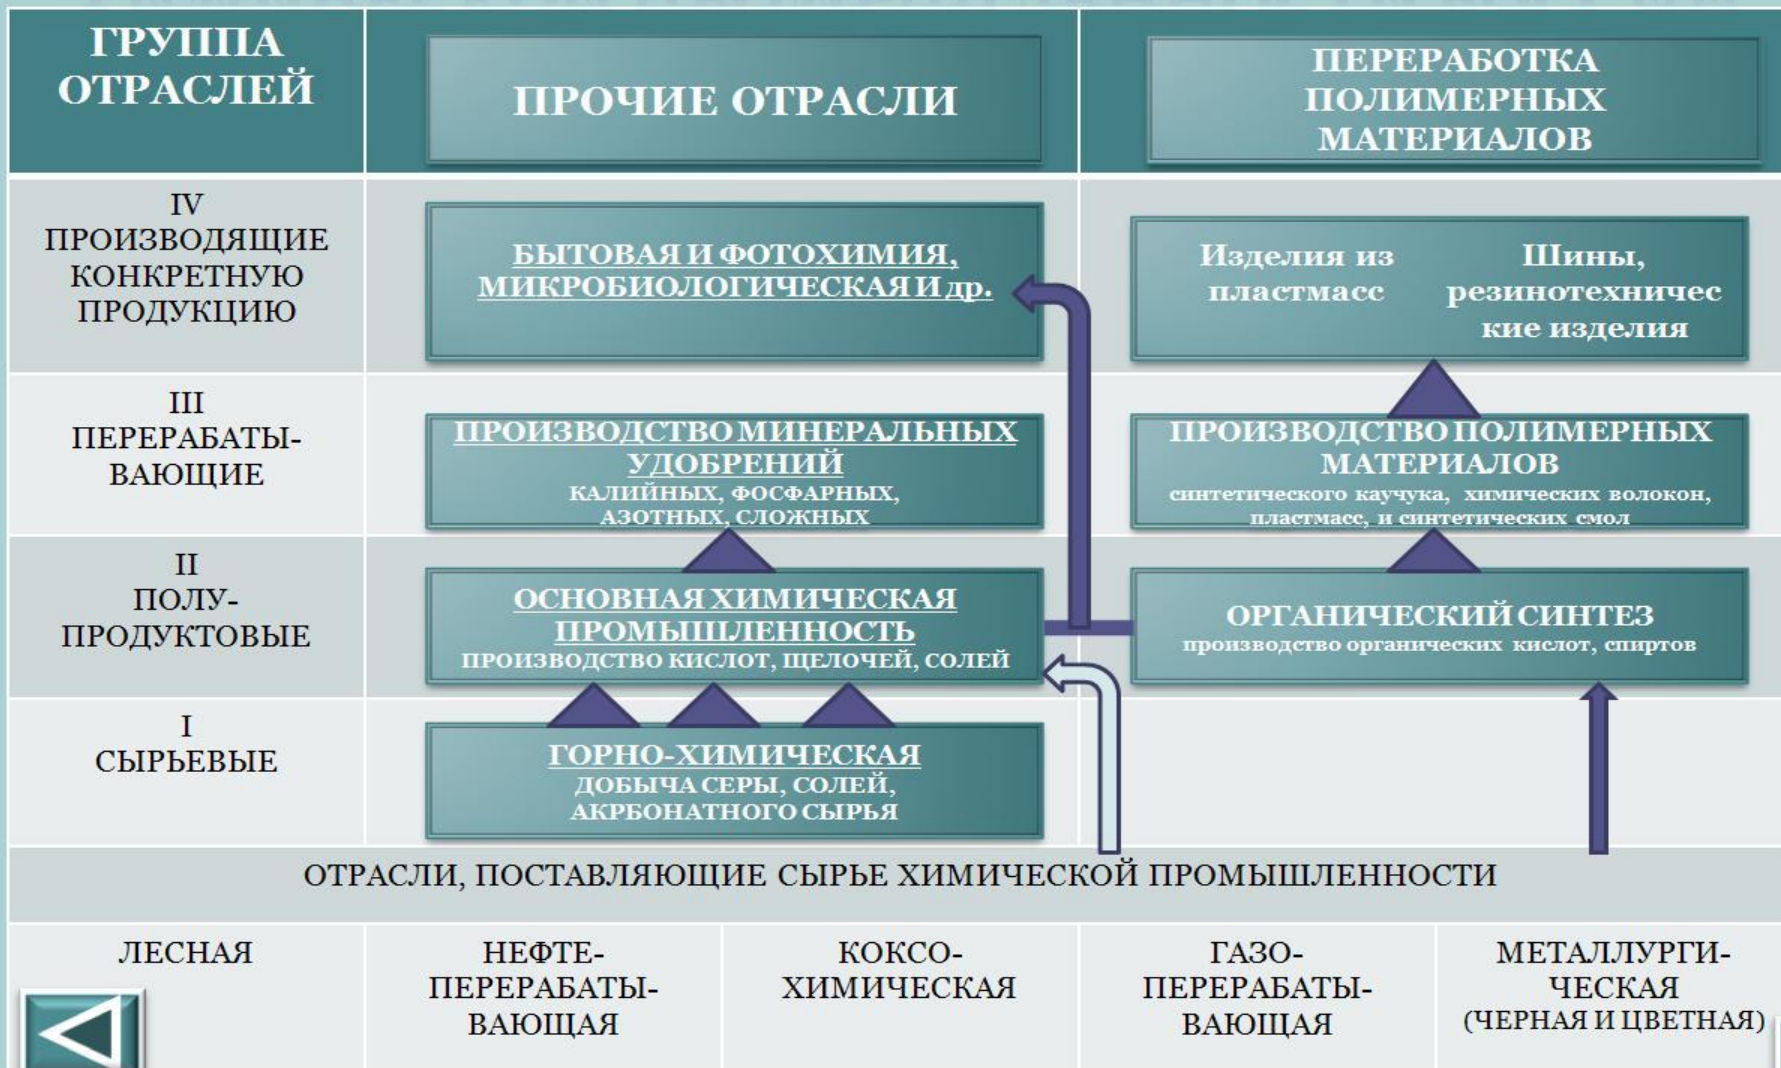 ГРУППА
ОТРАСЛЕЙ
ПРОЧИЕ ОТРАСЛИ
ПЕРЕРАБОТКА
ПОЛИМЕРНЫХ
МАТЕРИАЛОВ
IV
ПРОИЗВОДЯЩИЕ
КОНКРЕТНУЮ
ПРОДУКЦИЮ
БЫТОВАЯ И ФОТОХИМИЯ,
МИКРОБИОЛОГИЧЕСКАЯ И др.
Изделия из
пластмасс
Шины,
резинотехничес
кие изделия
III
ПЕРЕРАБАТЫ-
ВАЮЩИЕ
ПРОИЗВОДСТВО МИНЕРАЛЬНЫХ
УДОБРЕНИЙ
КАЛИЙНЫХ, ФОСФАРНЫХ,
АЗОТНЫХ, СЛОЖНЫХ
ПРОИЗВОДСТВО ПОЛИМЕРНЫХ
МАТЕРИАЛОВ
синтетического каучука, химических волокон,
пластмасс, и синтетических смол
II
ПОЛУ-
ПРОДУКТОВЫЕ
ОСНОВНАЯ ХИМИЧЕСКАЯ
ПРОМЫШЛЕННОСТЬ
ПРОИЗВОДСТВО КИСЛОТ, ЩЕЛОЧЕЙ, СОЛЕЙ
ОРГАНИЧЕСКИЙ СИНТЕЗ
производство органических кислот, спиртов
I
СЫРЬЕВЫЕ
ГОРНО-ХИМИЧЕСКАЯ
ДОБЫЧА СЕРЫ, СОЛЕЙ,
АКРБОНАТНОГО СЫРЬЯ
ОТРАСЛИ, ПОСТАВЛЯЮЩИЕ СЫРЬЕ ХИМИЧЕСКОЙ ПРОМЫШЛЕННОСТИ
ЛЕСНАЯ
НЕФТЕ-
ПЕРЕРАБАТЫ-
ВАЮЩАЯ
КОКСО-
ХИМИЧЕСКАЯ
ГАЗО-
ПЕРЕРАБАТЫ-
ВАЮЩАЯ
МЕТАЛЛУРГИ-
ЧЕСКАЯ
(ЧЕРНАЯ И ЦВЕТНАЯ)